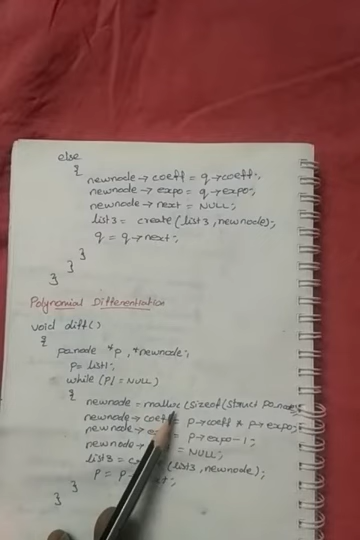 else
{
newnode → coeff = q → coeff;
newnode → expo = q → expo;
newnode → next = NULL;
list3 = create (list3, newnode);
q = q → next;
}
}
}
Polynomial Differentiation
void diff()
{
panode *p, *newnode;
p = list1;
while (p != NULL)
{
newnode = malloc (sizeof (struct panode
newnode → coeff = p → coeff * p → expo;
newnode → = p → expo - 1;
newnode → = NULL;
list3 = (list3, newnode);
p = p
}
}